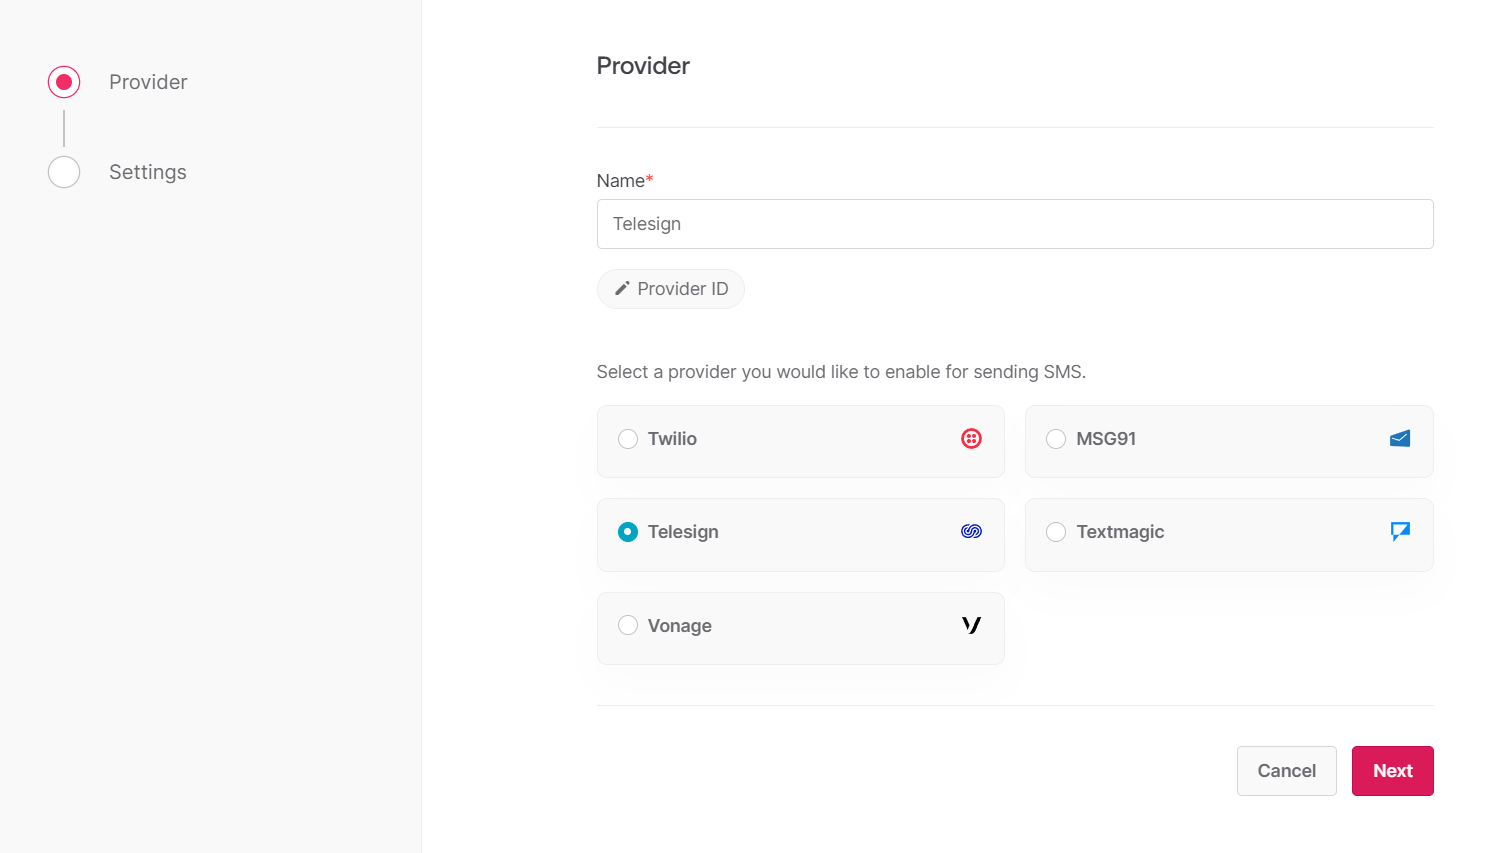 Provider
Settings
Provider
Name*
Telesign
Provider ID
Select a provider you would like to enable for sending SMS.
Twilio
MSG91
Telesign
Textmagic
Vonage
Cancel
Next